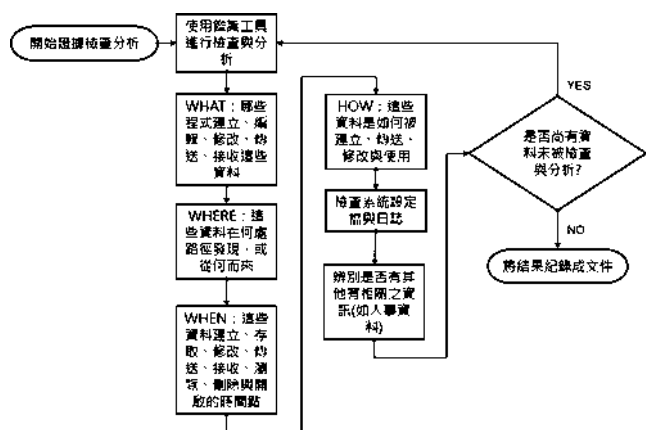 開始證據檢查分析
使用鑑識工具
進行檢查與分
析
WHAT：哪些
程式建立、編
輯、修改、傳
送、接收這些
資料
WHERE：這
些資料在何處
路徑發現，或
從何而來
WHEN：這些
資料建立、存
取、修改、傳
送、接收、瀏
覽、刪除與開
啟的時間點
HOW：這些
資料是如何被
建立、傳送、
修改與使用
檢查系統設定
檔與日誌
辨別是否有其
他有相關之資
訊(如人事資
料)
YES
是否尚有資
料未被檢查
與分析?
NO
將結果紀錄成文件